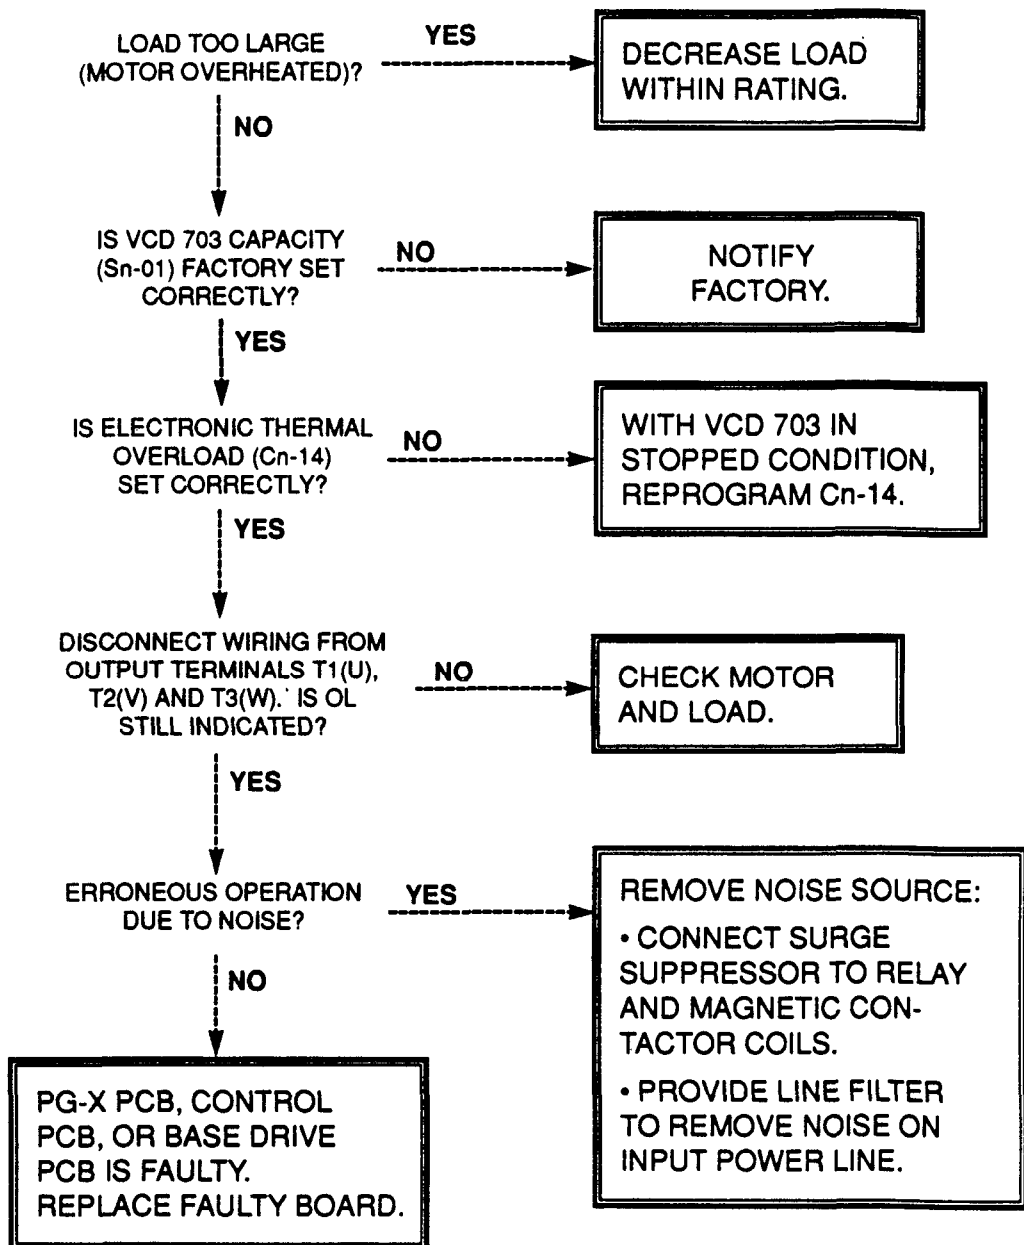 LOAD TOO LARGE
(MOTOR OVERHEATED)?
YES
DECREASE LOAD
WITHIN RATING.
NO
IS VCD 703 CAPACITY
(Sn-01) FACTORY SET
CORRECTLY?
NO
NOTIFY
FACTORY.
YES
IS ELECTRONIC THERMAL
OVERLOAD (Cn-14)
SET CORRECTLY?
NO
WITH VCD 703 IN
STOPPED CONDITION,
REPROGRAM Cn-14.
YES
DISCONNECT WIRING FROM
OUTPUT TERMINALS T1(U),
T2(V) AND T3(W). IS OL
STILL INDICATED?
NO
CHECK MOTOR
AND LOAD.
YES
ERRONEOUS OPERATION
DUE TO NOISE?
YES
REMOVE NOISE SOURCE:
• CONNECT SURGE
SUPPRESSOR TO RELAY
AND MAGNETIC CON-
TACTOR COILS.
• PROVIDE LINE FILTER
TO REMOVE NOISE ON
INPUT POWER LINE.
NO
PG-X PCB, CONTROL
PCB, OR BASE DRIVE
PCB IS FAULTY.
REPLACE FAULTY BOARD.